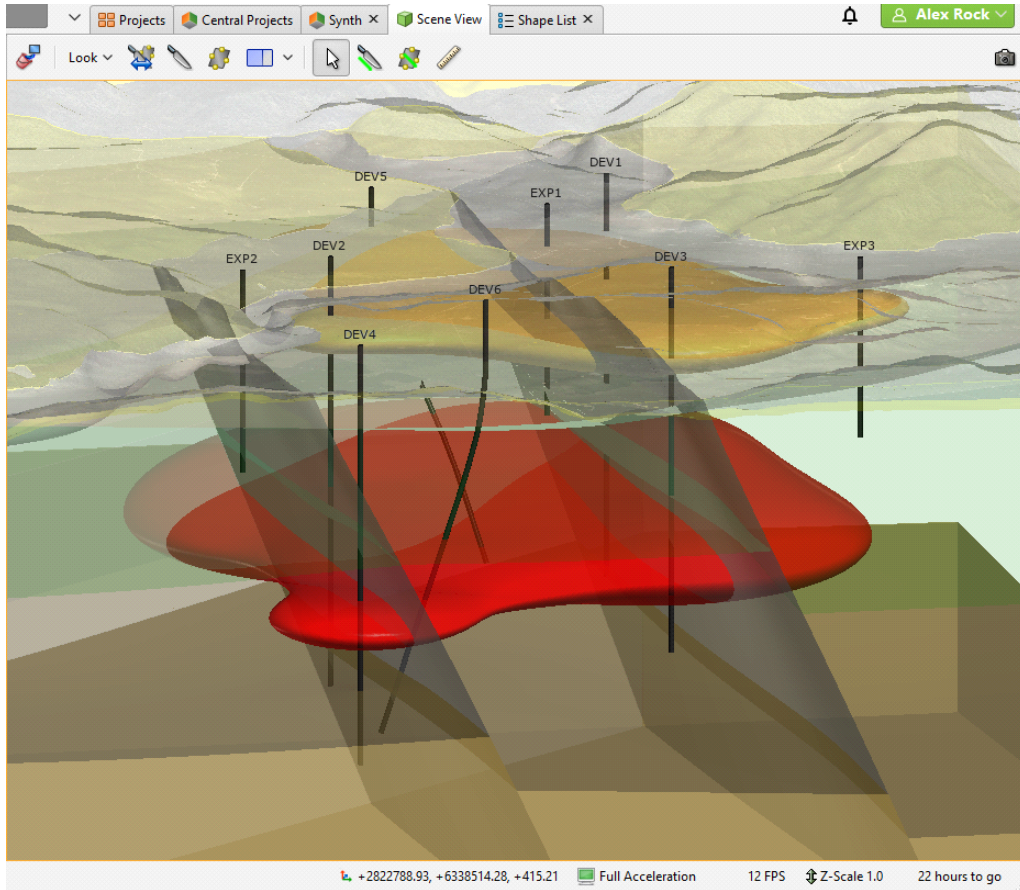 Projects Central Projects Synth Scene View Shape List Alex Rock
Look
DEV1
DEV5
EXP1
DEV2
EXP3
EXP2
DEV3
DEV6
DEV4
+2822788.93, +6338514.28, +415.21 Full Acceleration 12 FPS Z-Scale 1.0 22 hours to go